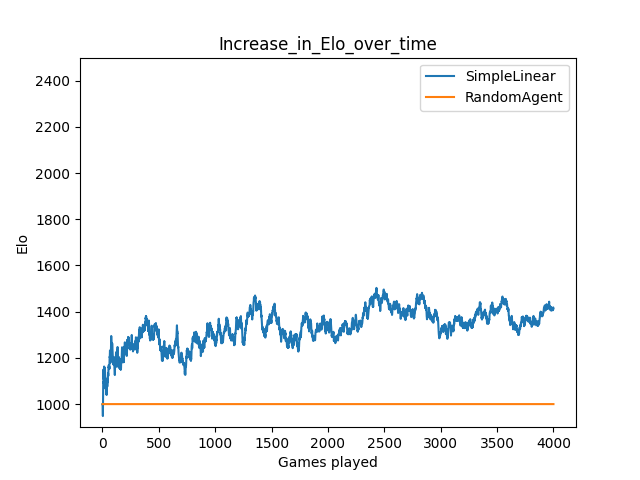 Increase_in_Elo_over_time
SimpleLinear
RandomAgent
2400
2200
2000
1800
1600
1400
1200
1000
Elo
0 500 1000 1500 2000 2500 3000 3500 4000
Games played